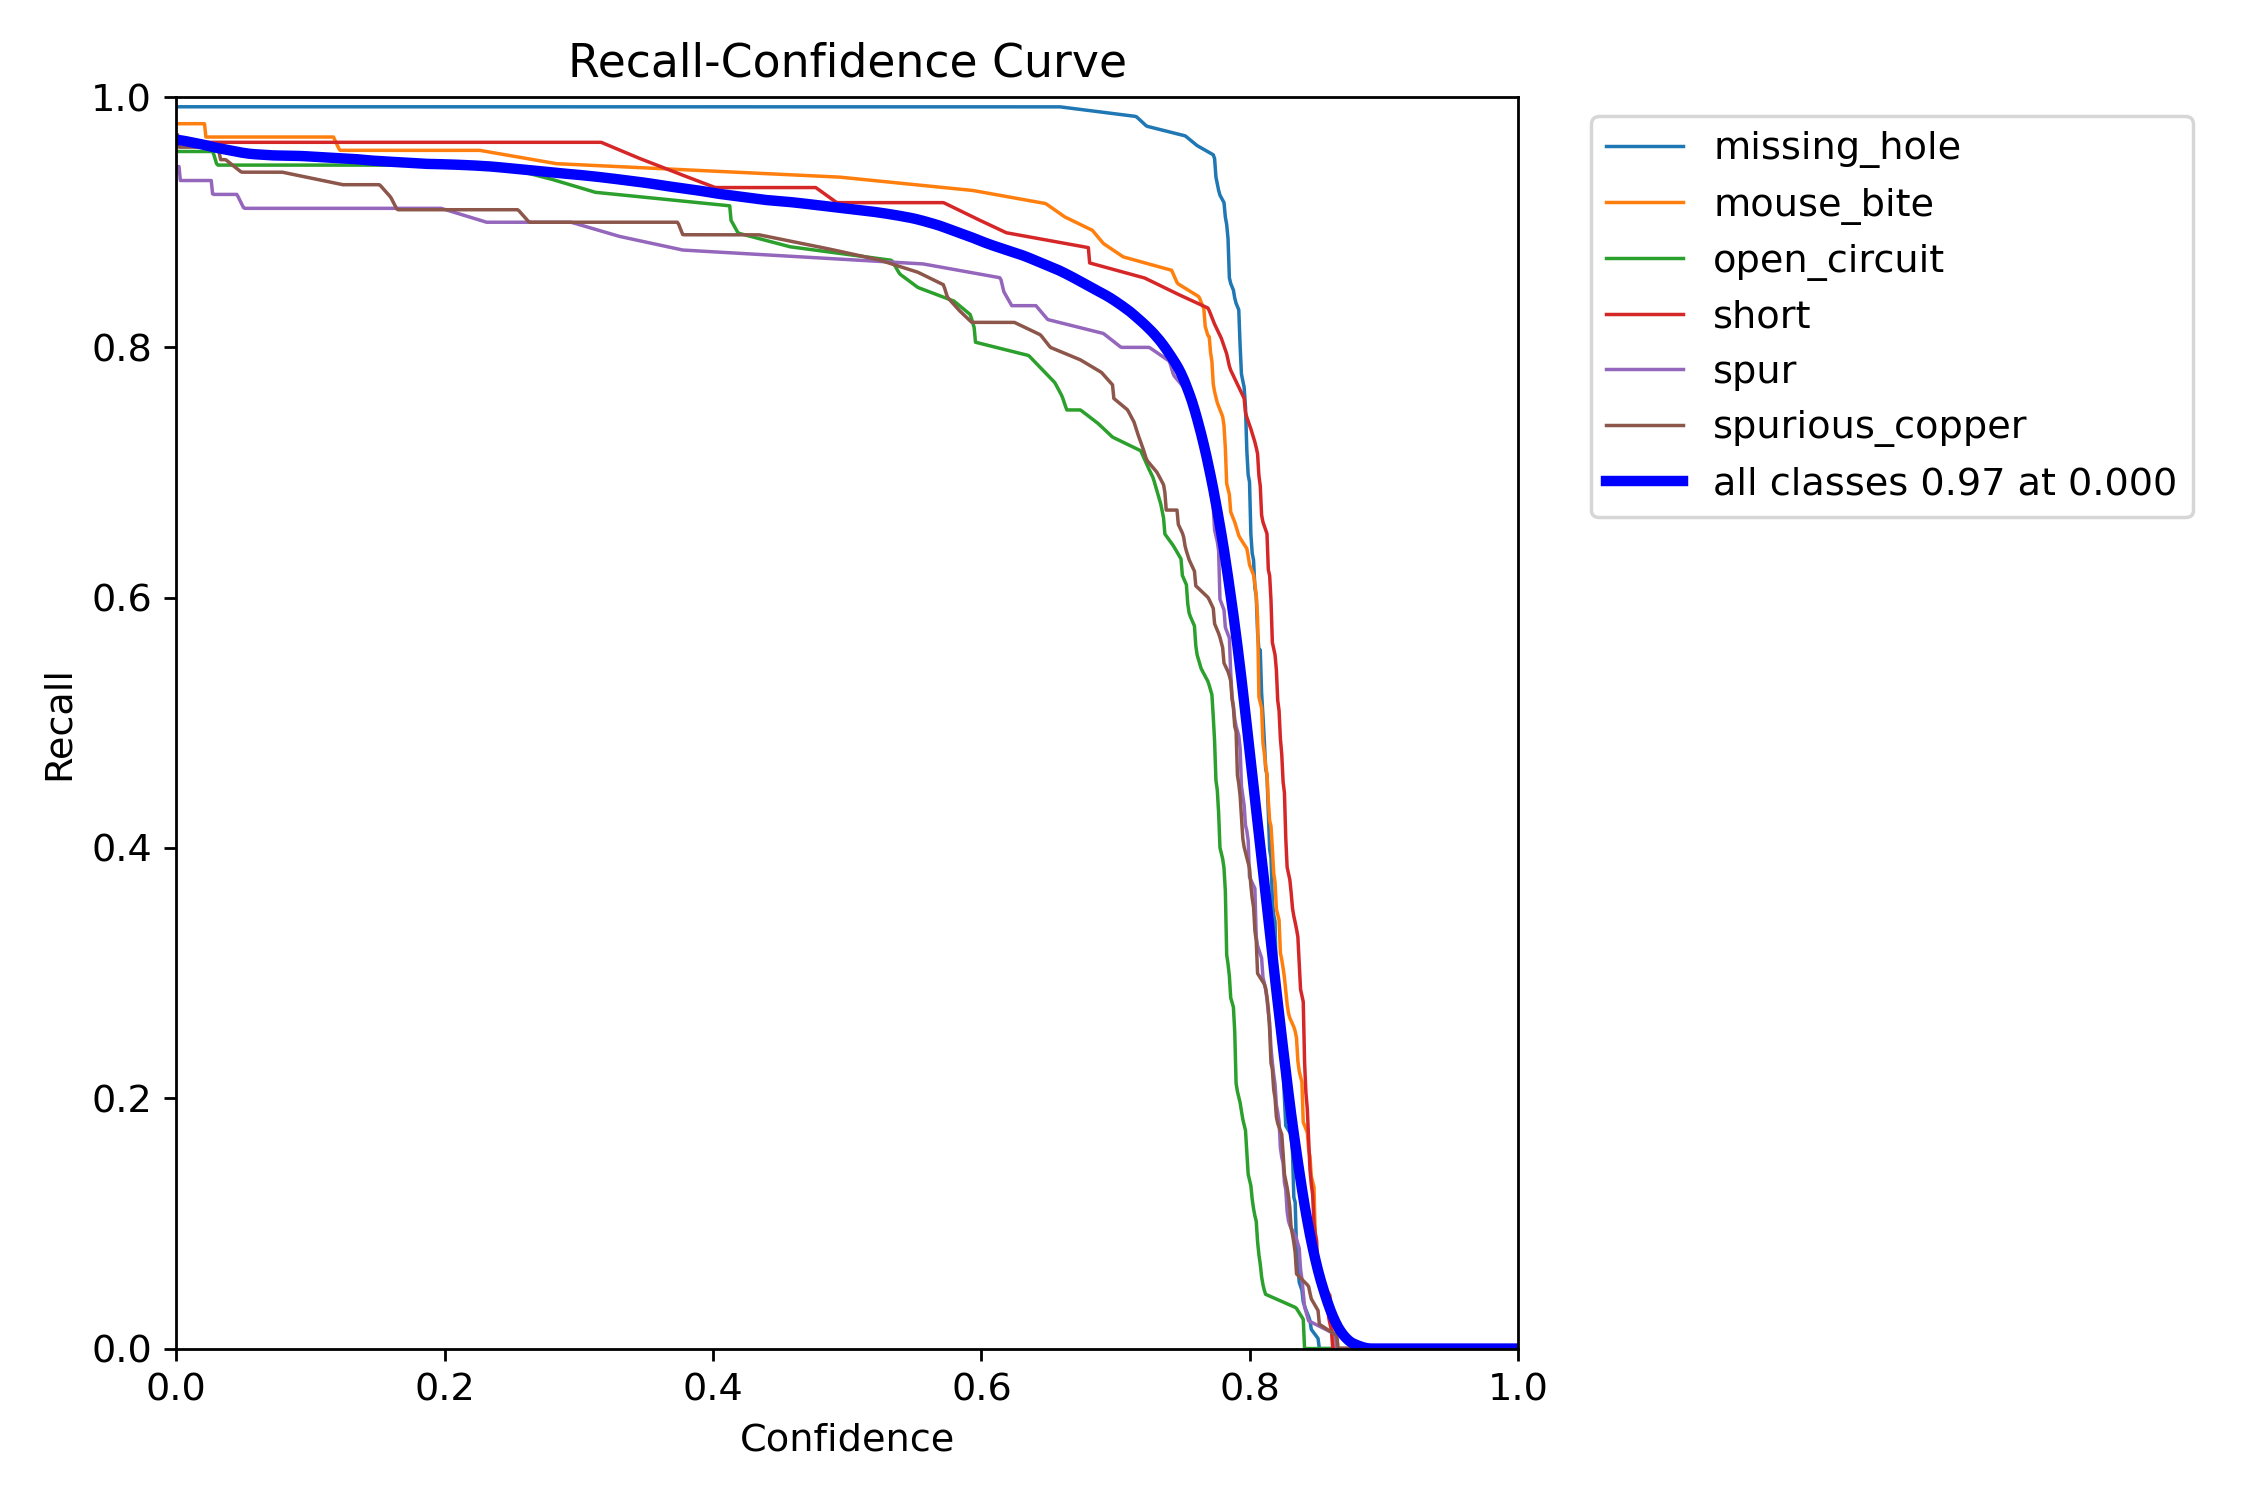 Recall-Confidence Curve
1.0
0.8
0.6
0.4
0.2
0.0
Recall
0.0 0.2 0.4 0.6 0.8 1.0
Confidence
missing_hole
mouse_bite
open_circuit
short
spur
spurious_copper
all classes 0.97 at 0.000